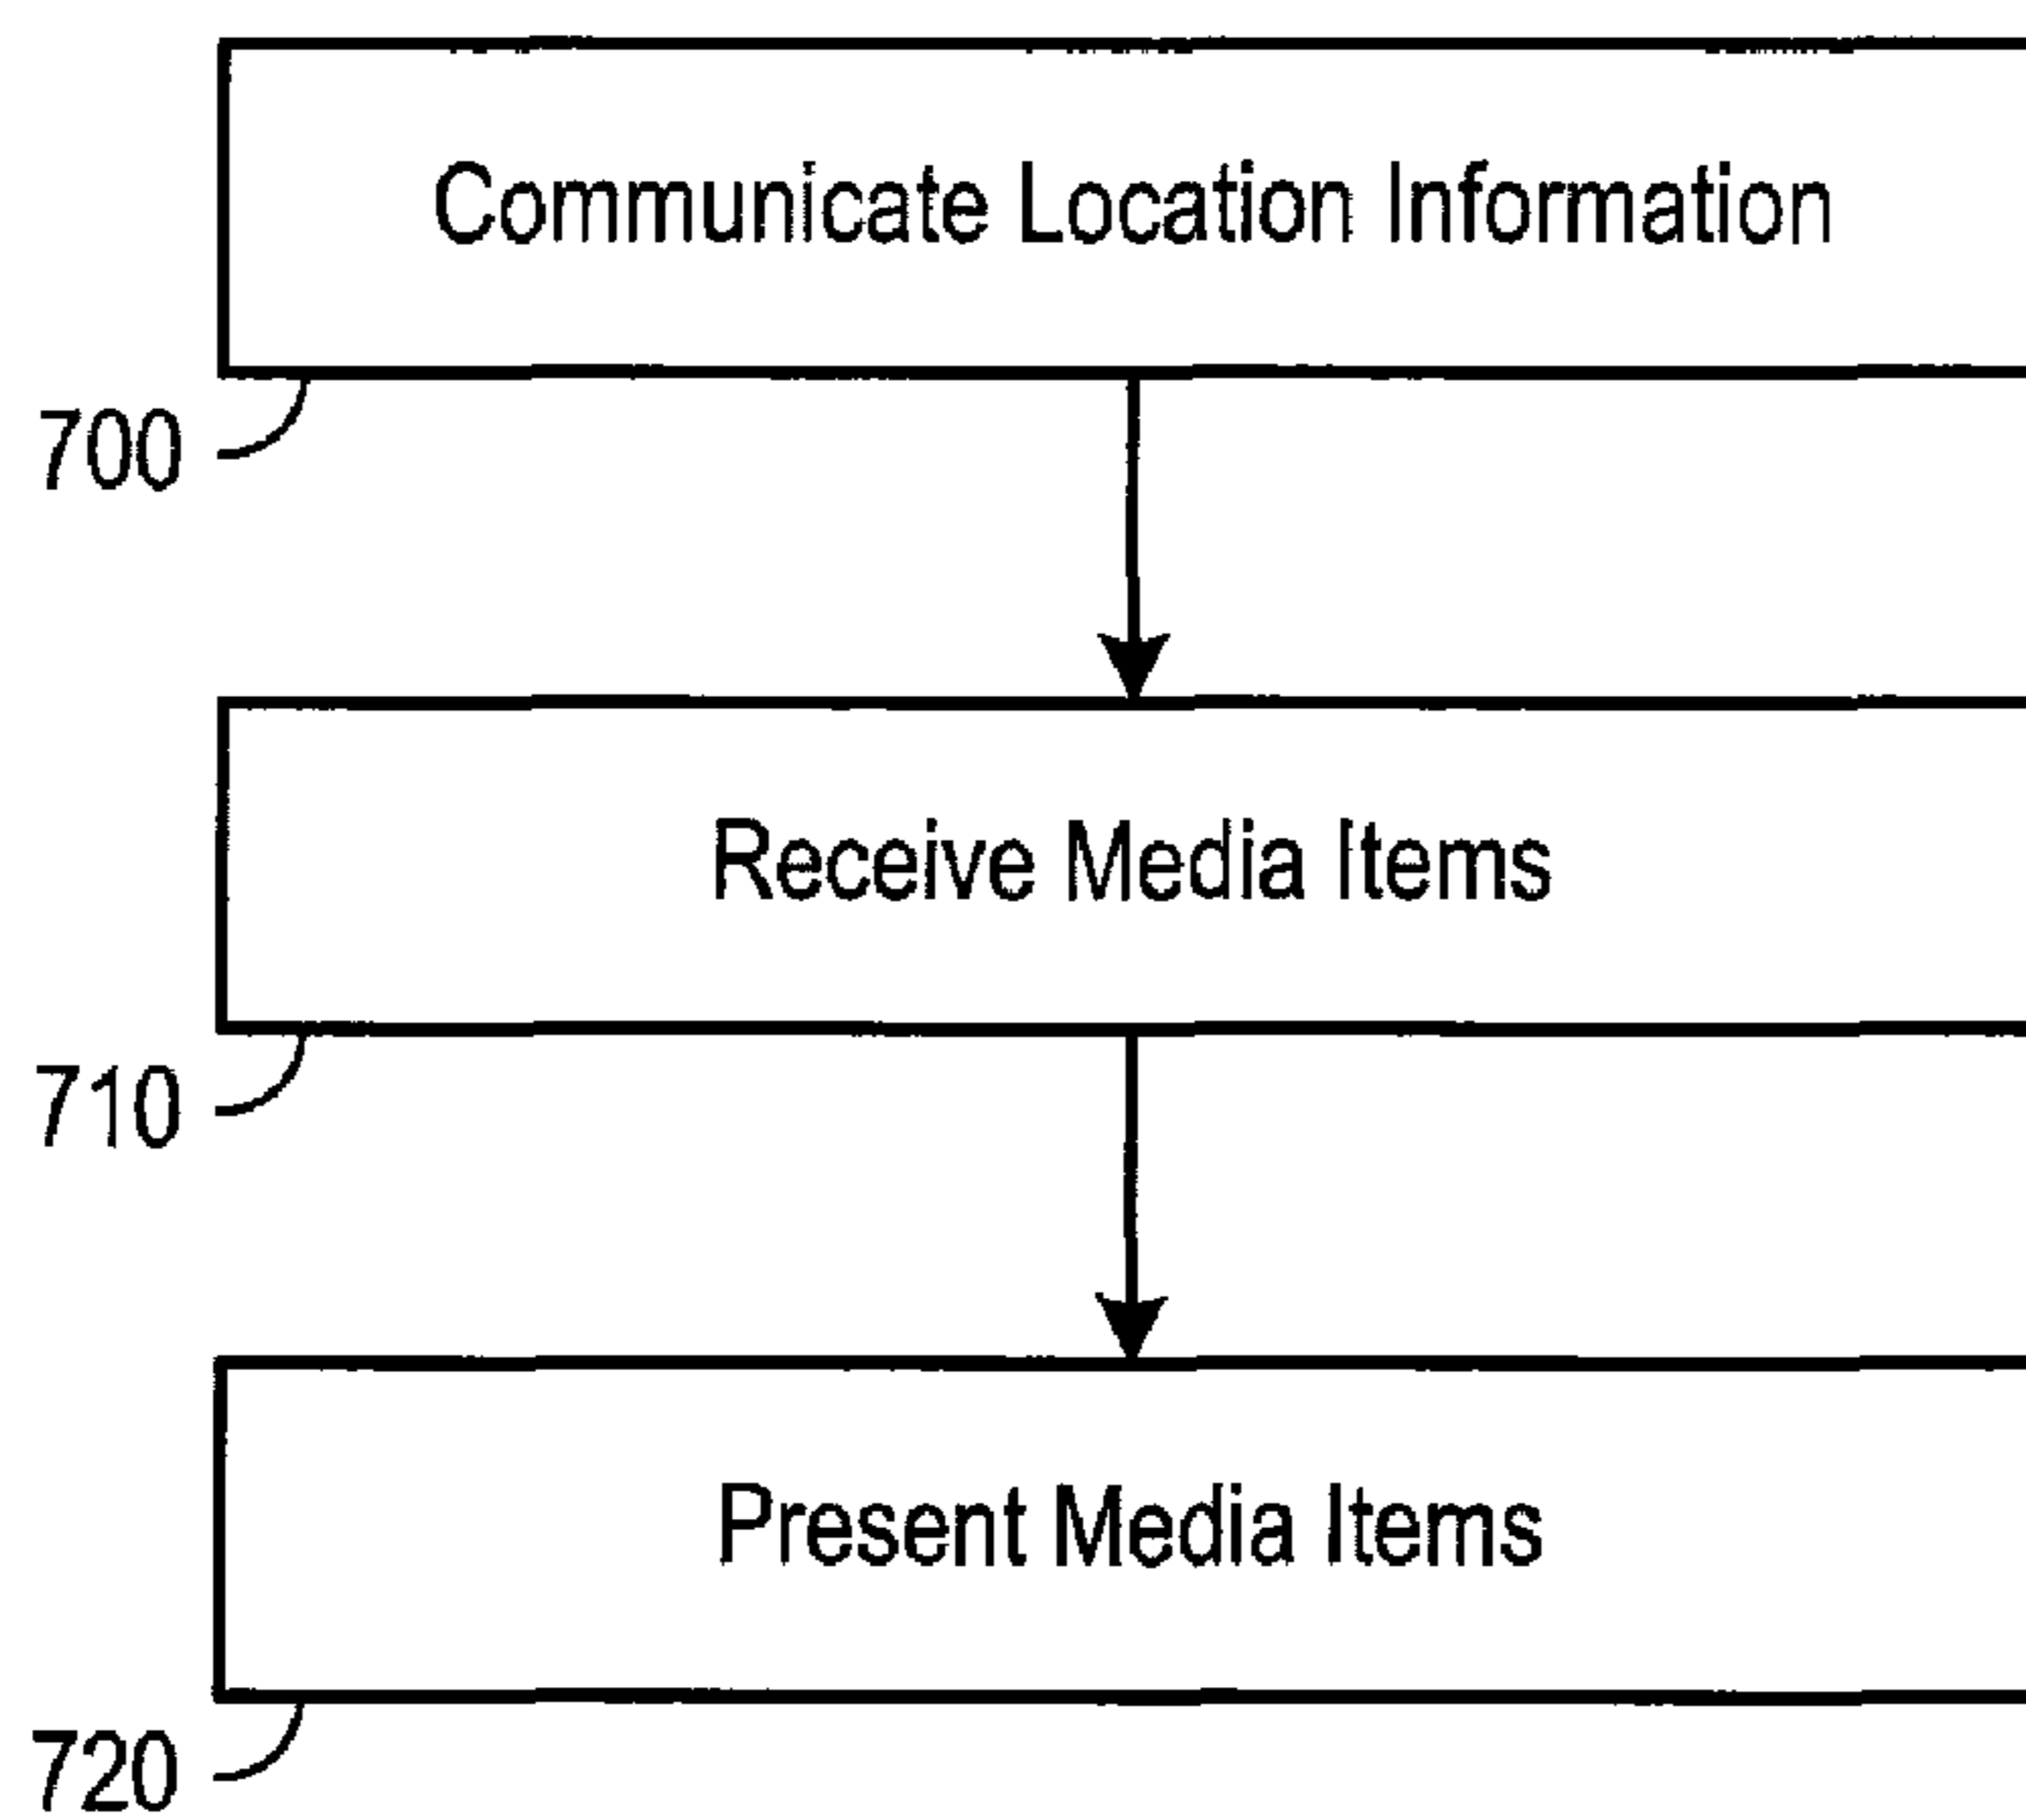 Communicate Location Information
700
Receive Media Items
710
Present Media Items
720